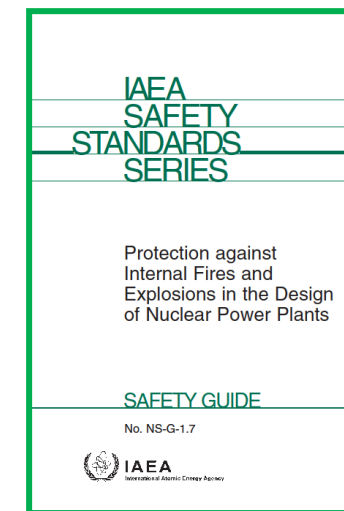 IAEA
SAFETY
STANDARDS
SERIES
Protection against
Internal Fires and
Explosions in the Design
of Nuclear Power Plants
SAFETY GUIDE
No. NS-G-1.7
IAEA
International Atomic Energy Agency